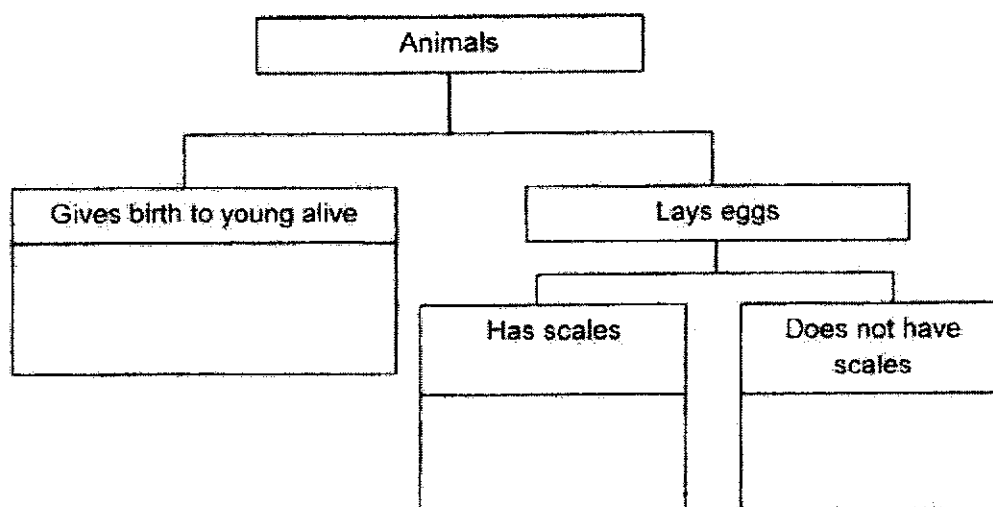 Animals
Gives birth to young alive
Lays eggs
Has scales
Does not have
scales